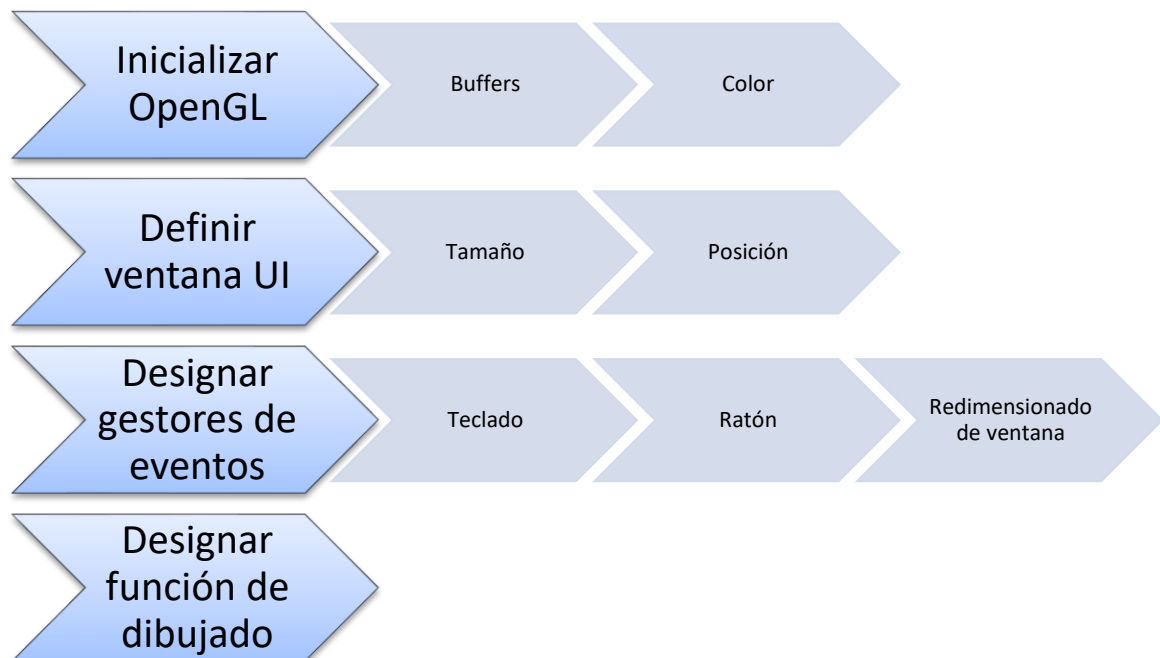 Inicializar
OpenGL
Buffers
Color
Definir
ventana UI
Tamaño
Posición
Designar
gestores de
eventos
Teclado
Ratón
Redimensionado
de ventana
Designar
función de
dibujado